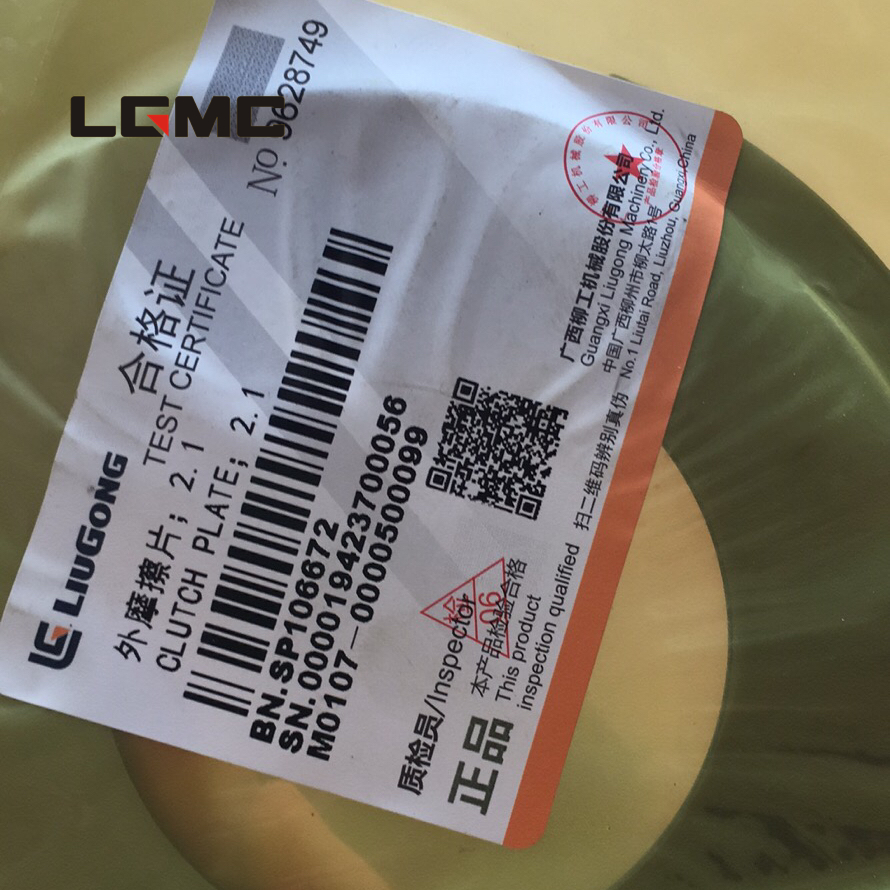 LGMC
LIUGONG
合格证
TEST CERTIFICATE
No. 9628749
外摩擦片；2.1
CLUTCH PLATE；2.1
BN.SP106672
SN.000019423700056
M0107-0000500099
质检员/Inspector
检
06
正品
本产品检验合格
This product
inspection qualified
扫二维码辨别真伪
广西柳工机械股份有限公司
Guangxi Liugong Machinery Co., Ltd.
中国广西柳州市柳太路1号
No.1 Liutai Road, Liuzhou, Guangxi China